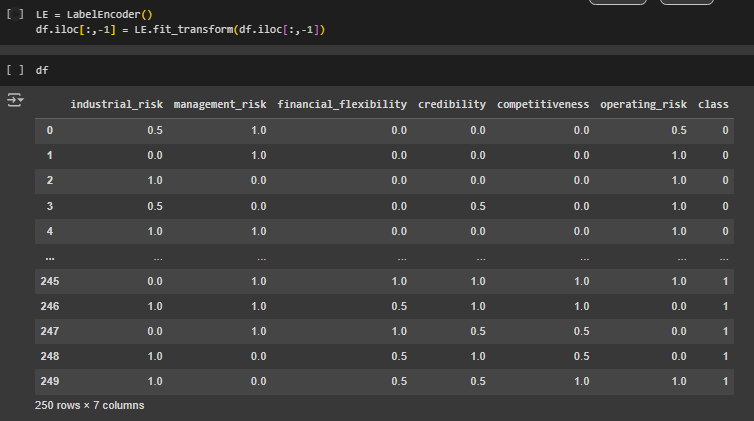 [ ] LE = LabelEncoder()
df.iloc[:,-1] = LE.fit_transform(df.iloc[:,-1])
[ ] df
industrial_risk management_risk financial_flexibility credibility competitiveness operating_risk class
0 0.5 1.0 0.0 0.0 0.0 0.5 0
1 0.0 1.0 0.0 0.0 0.0 1.0 0
2 1.0 0.0 0.0 0.0 0.0 1.0 0
3 0.5 0.0 0.0 0.5 0.0 1.0 0
4 1.0 1.0 0.0 0.0 0.0 1.0 0
... ... ... ... ... ... ... ...
245 0.0 1.0 1.0 1.0 1.0 1.0 1
246 1.0 1.0 0.5 1.0 1.0 0.0 1
247 0.0 1.0 1.0 0.5 0.5 0.0 1
248 1.0 0.0 0.5 1.0 0.5 0.0 1
249 1.0 0.0 0.5 0.5 1.0 1.0 1
250 rows × 7 columns